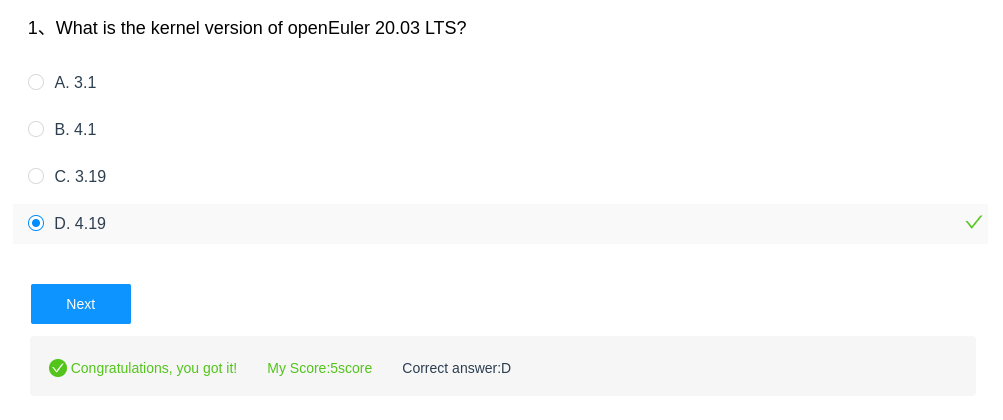 1、What is the kernel version of openEuler 20.03 LTS?
A. 3.1
B. 4.1
C. 3.19
D. 4.19
Next
Congratulations, you got it! My Score:5score Correct answer:D